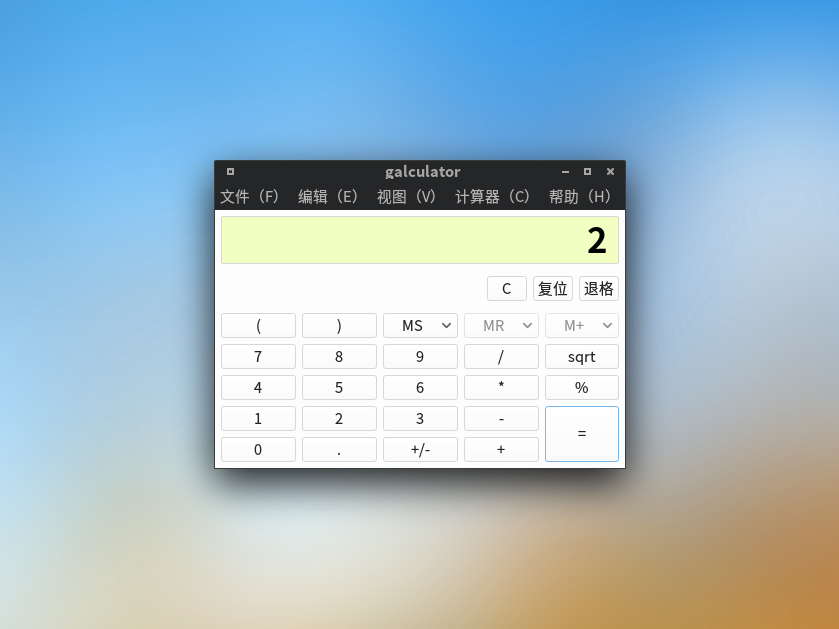 galculator
文件（F） 编辑（E） 视图（V） 计算器（C） 帮助（H）
2
C 复位 退格
( ) MS MR M+
7 8 9 / sqrt
4 5 6 * %
1 2 3 - =
0 . +/- +